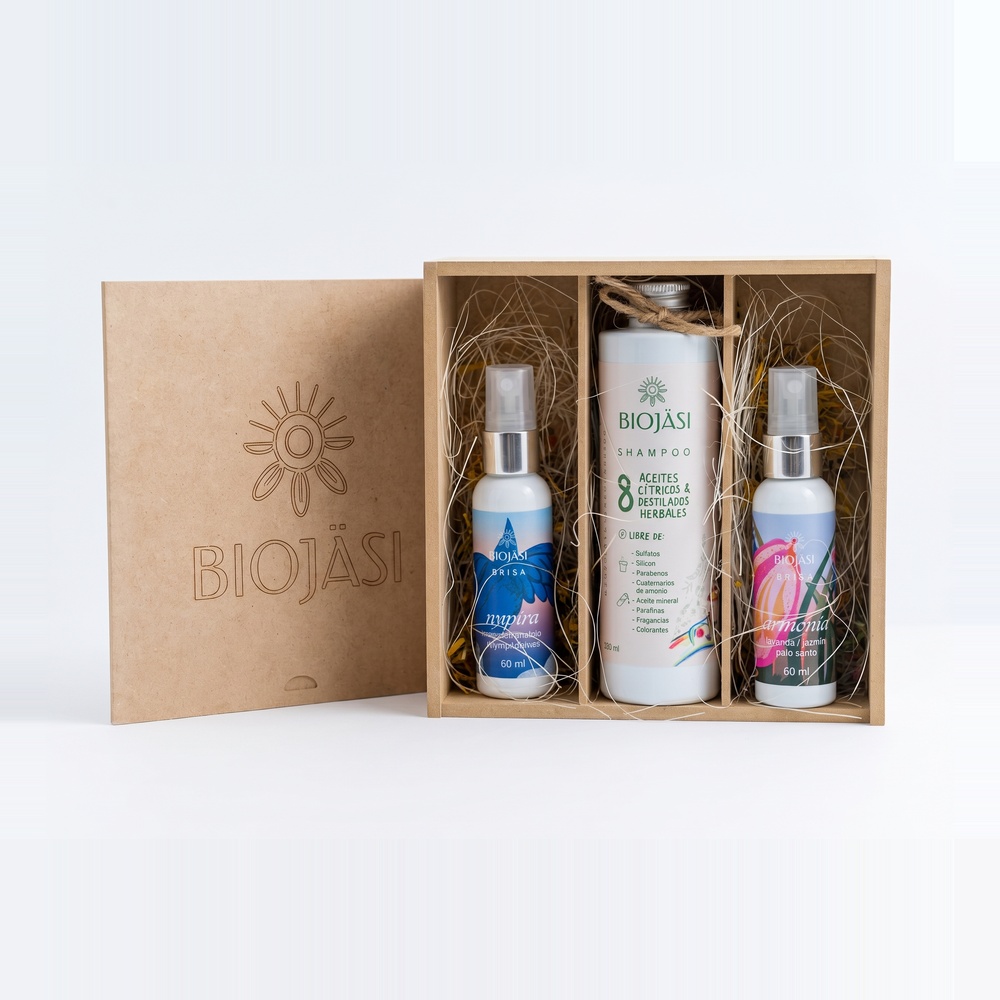 BIOJÄSI
BIOJÄSI
BRISA
60 ml
BIOJÄSI
SHAMPOO
8 ACEITES
CÍTRICOS &
DESTILADOS
HERBALES
LIBRE DE:
- Sulfatos
- Silicon
- Parabenos
- Cuaternarios
de amonio
- Aceite mineral
- Parafinas
- Fragancias
- Colorantes
BIOJÄSI
BRISA
armonía
lavanda / jazmín
palo santo
60 ml